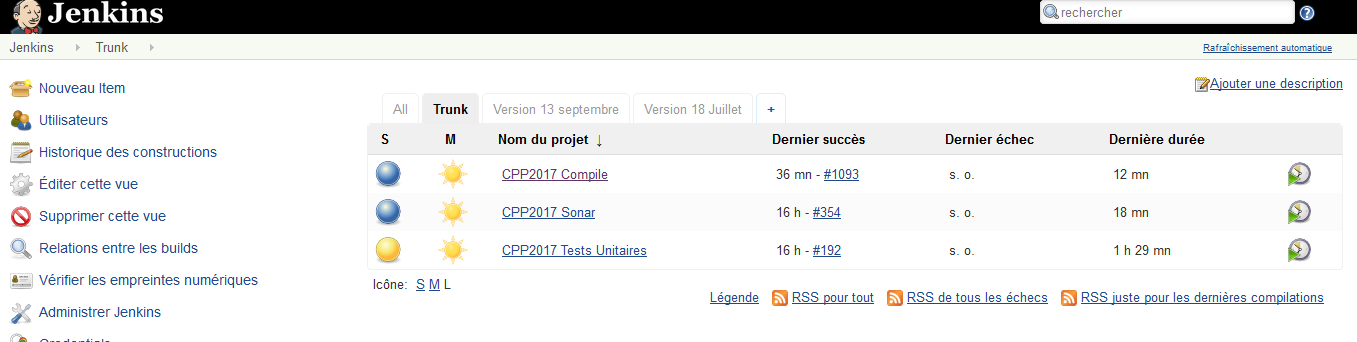 Jenkins
rechercher
Jenkins Trunk Rafraîchissement automatique
Ajouter une description
Nouveau Item
Utilisateurs
Historique des constructions
Éditer cette vue
Supprimer cette vue
Relations entre les builds
Vérifier les empreintes numériques
Administrer Jenkins
Credentials
All Trunk Version 13 septembre Version 18 Juillet +
S M Nom du projet ↓ Dernier succès Dernier échec Dernière durée
CPP2017 Compile 36 mn - #1093 s. o. 12 mn
CPP2017 Sonar 16 h - #354 s. o. 18 mn
CPP2017 Tests Unitaires 16 h - #192 s. o. 1 h 29 mn
Icône: S M L
Légende RSS pour tout RSS de tous les échecs RSS juste pour les dernières compilations